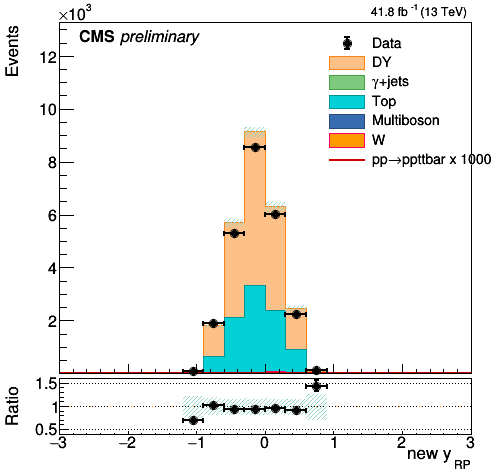 ×10³
41.8 fb⁻¹ (13 TeV)
CMS preliminary
Events
Data
DY
γ+jets
Top
Multiboson
W
pp→ppttbar x 1000
12
10
8
6
4
2
Ratio
1.5
1
0.5
−3 −2 −1 0 1 2 3
new y_RP